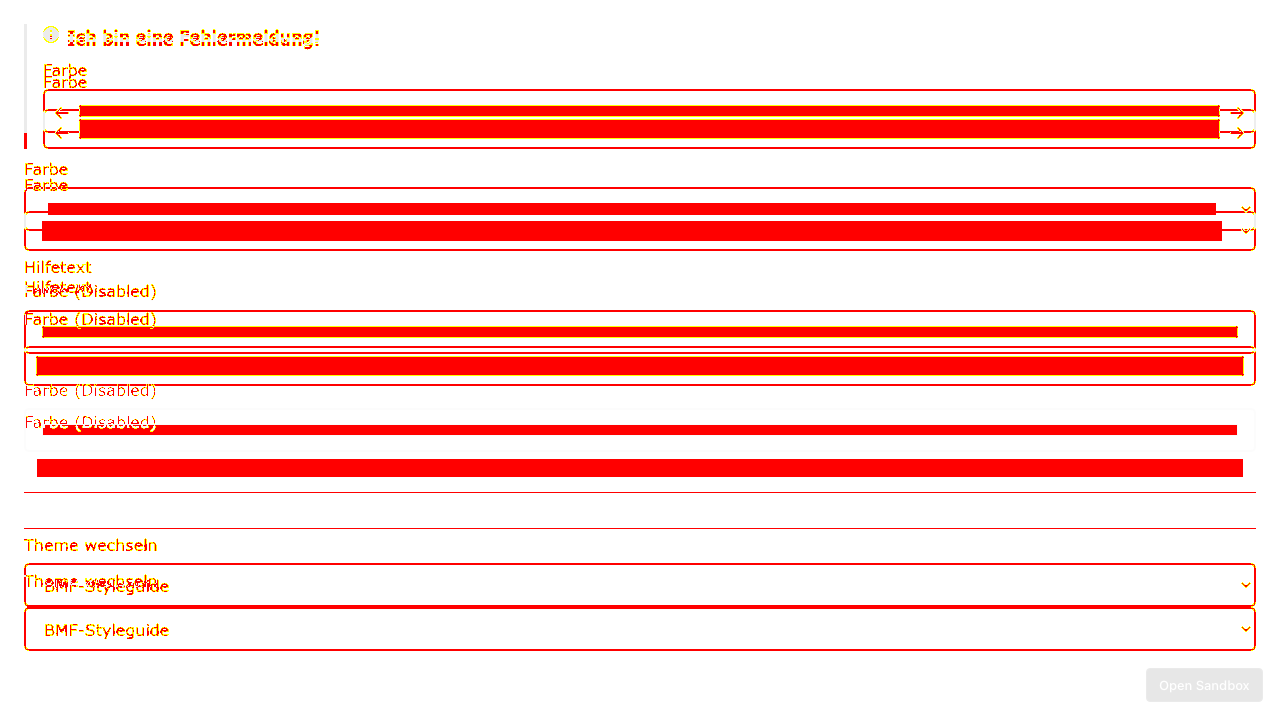 Ich bin eine Fehlermeldung!
Farbe
Farbe
Farbe
Farbe
Hilfetext
Hilfetext
Farbe (Disabled)
Farbe (Disabled)
Farbe (Disabled)
Farbe (Disabled)
Theme wechseln
Theme wechseln
BMF-Styleguide
BMF-Styleguide
Open Sandbox